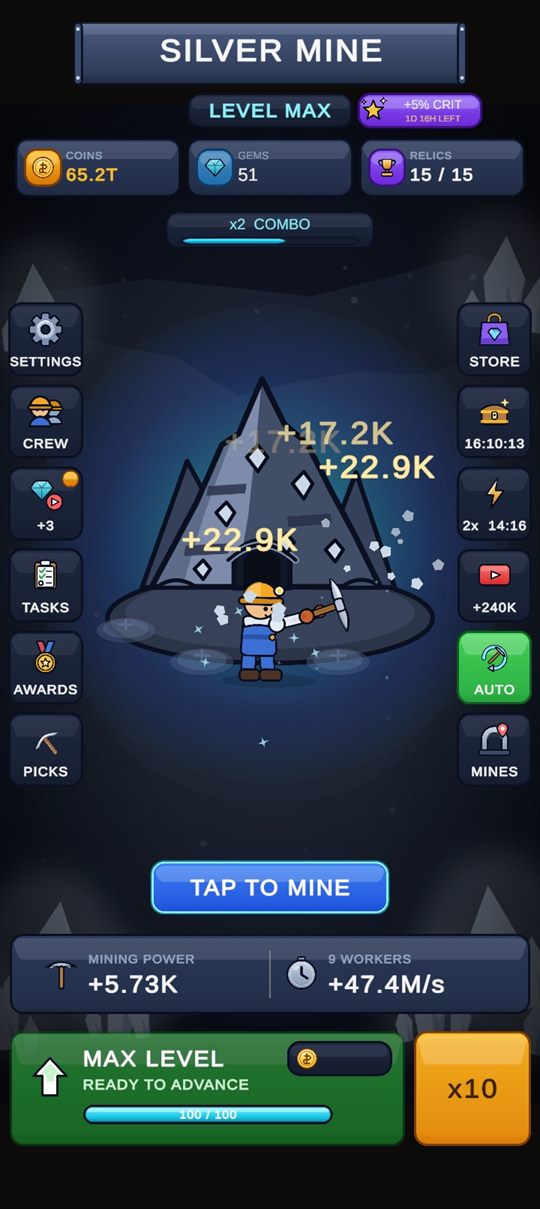 SILVER MINE
LEVEL MAX
+5% CRIT
1D 16H LEFT
COINS
65.2T
GEMS
51
RELICS
15 / 15
x2 COMBO
SETTINGS
STORE
CREW
16:10:13
+3
2x 14:16
TASKS
+240K
AWARDS
AUTO
PICKS
MINES
+17.2K
+17.2K
+22.9K
+22.9K
TAP TO MINE
MINING POWER
+5.73K
9 WORKERS
+47.4M/s
MAX LEVEL
READY TO ADVANCE
100 / 100
x10